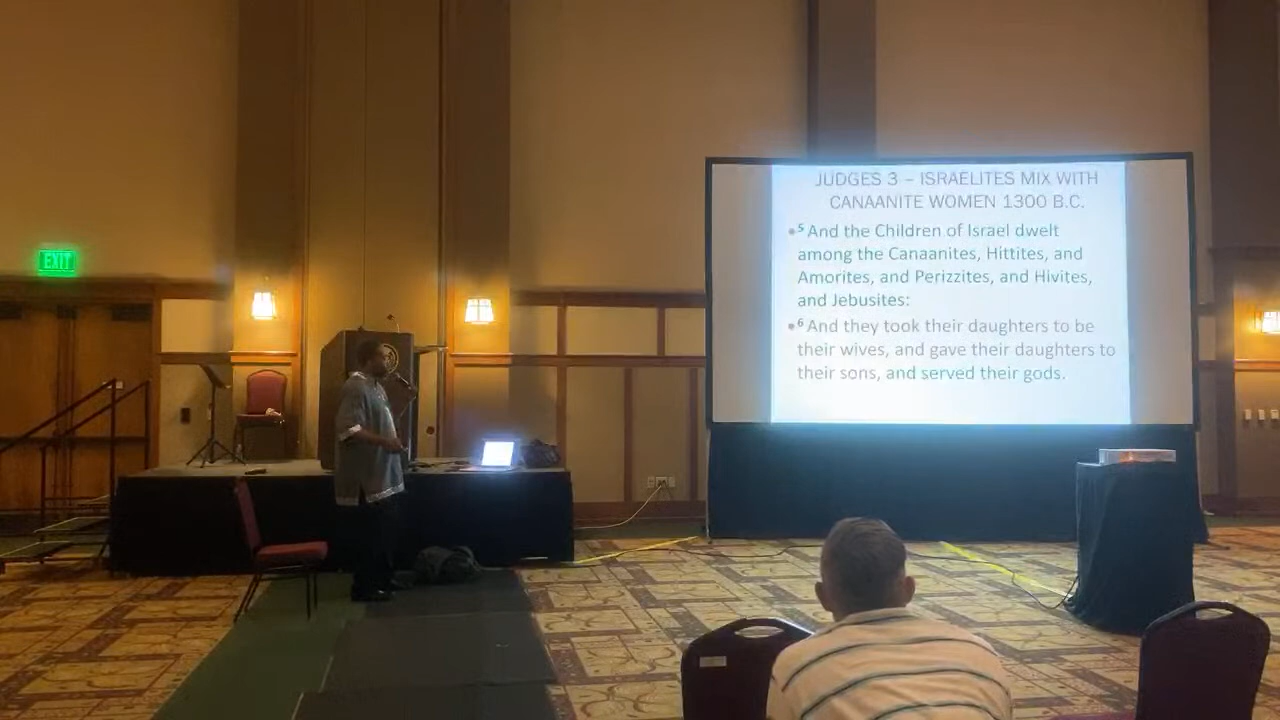 EXIT
JUDGES 3 – ISRAELITES MIX WITH
CANAANITE WOMEN 1300 B.C.
•⁵ And the Children of Israel dwelt
among the Canaanites, Hittites, and
Amorites, and Perizzites, and Hivites,
and Jebusites:
•⁶ And they took their daughters to be
their wives, and gave their daughters to
their sons, and served their gods.